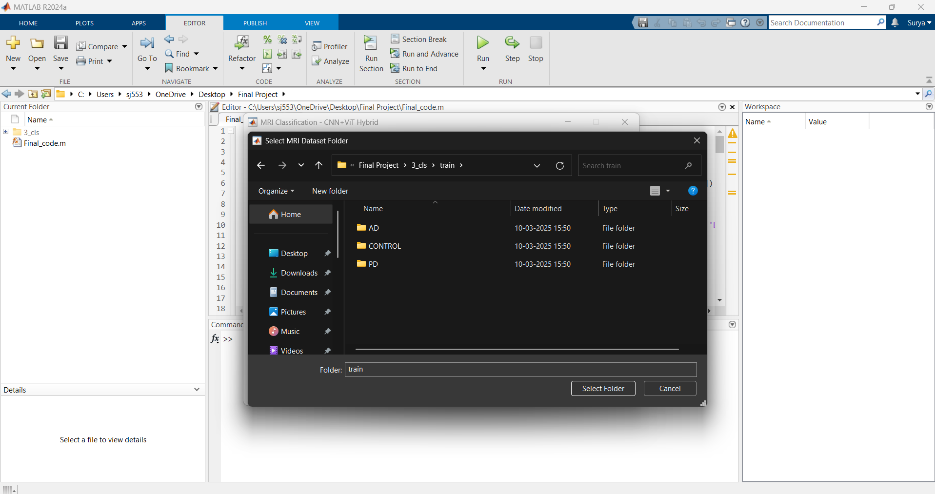 MATLAB R2024a
HOME PLOTS APPS EDITOR PUBLISH VIEW
Search Documentation Surya
New Open Save Compare Print
Go To Find Bookmark
Refactor
Profiler Analyze
Run Section Section Break Run and Advance Run to End
Run Step Stop
FILE NAVIGATE CODE ANALYZE SECTION RUN
C: Users sj553 OneDrive Desktop Final Project
Current Folder
Name
3_cls
Final_code.m
Editor - C:\Users\sj553\OneDrive\Desktop\Final Project\Final_code.m
Final_
MRI Classification - CNN+ViT Hybrid
1
2
3
4
5
6
7
8
9
10
11
12
13
14
15
16
17
18
Select MRI Dataset Folder
Final Project 3_cls train
Search train
Organize New folder
Home
Desktop
Downloads
Documents
Pictures
Music
Videos
Name Date modified Type Size
AD 10-03-2025 15:50 File folder
CONTROL 10-03-2025 15:50 File folder
PD 10-03-2025 15:50 File folder
Folder: train
Select Folder Cancel
Command
fx >>
Workspace
Name Value
Details
Select a file to view details